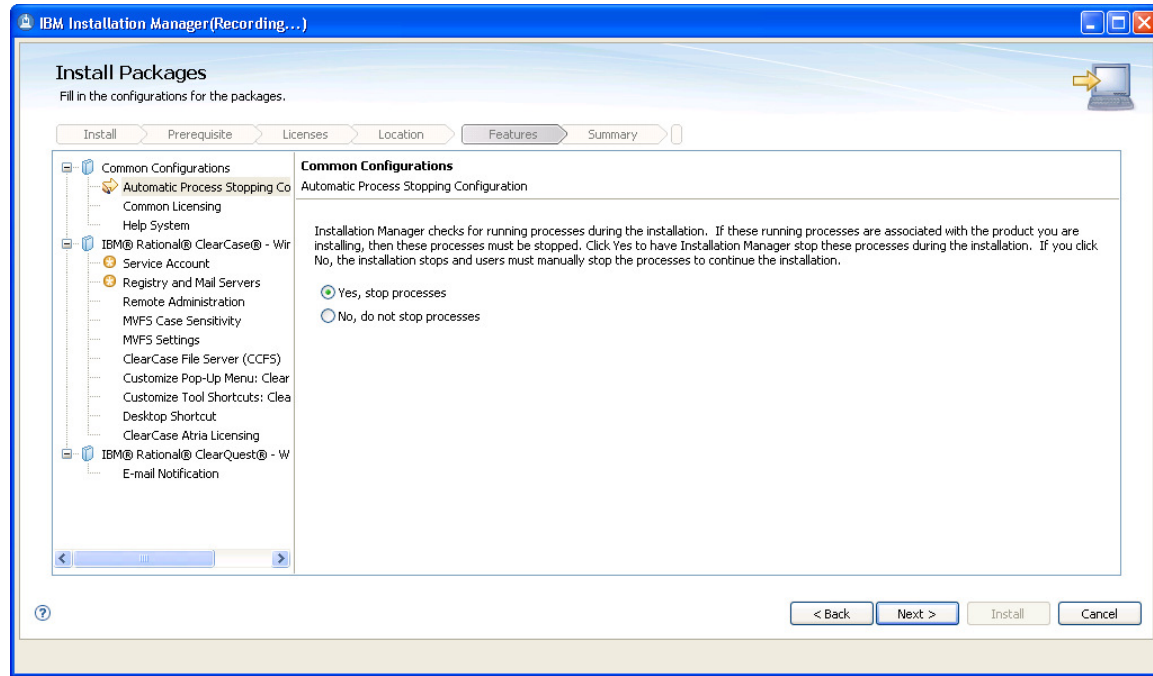 IBM Installation Manager(Recording...)
Install Packages
Fill in the configurations for the packages.
Install
Prerequisite
Licenses
Location
Features
Summary
Common Configurations
Automatic Process Stopping Co
Common Licensing
Help System
IBM® Rational® ClearCase® - Wir
Service Account
Registry and Mail Servers
Remote Administration
MVFS Case Sensitivity
MVFS Settings
ClearCase File Server (CCFS)
Customize Pop-Up Menu: Clear
Customize Tool Shortcuts: Clea
Desktop Shortcut
ClearCase Atria Licensing
IBM® Rational® ClearQuest® - W
E-mail Notification
Common Configurations
Automatic Process Stopping Configuration
Installation Manager checks for running processes during the installation. If these running processes are associated with the product you are
installing, then these processes must be stopped. Click Yes to have Installation Manager stop these processes during the installation. If you click
No, the installation stops and users must manually stop the processes to continue the installation.
Yes, stop processes
No, do not stop processes
?
< Back
Next >
Install
Cancel